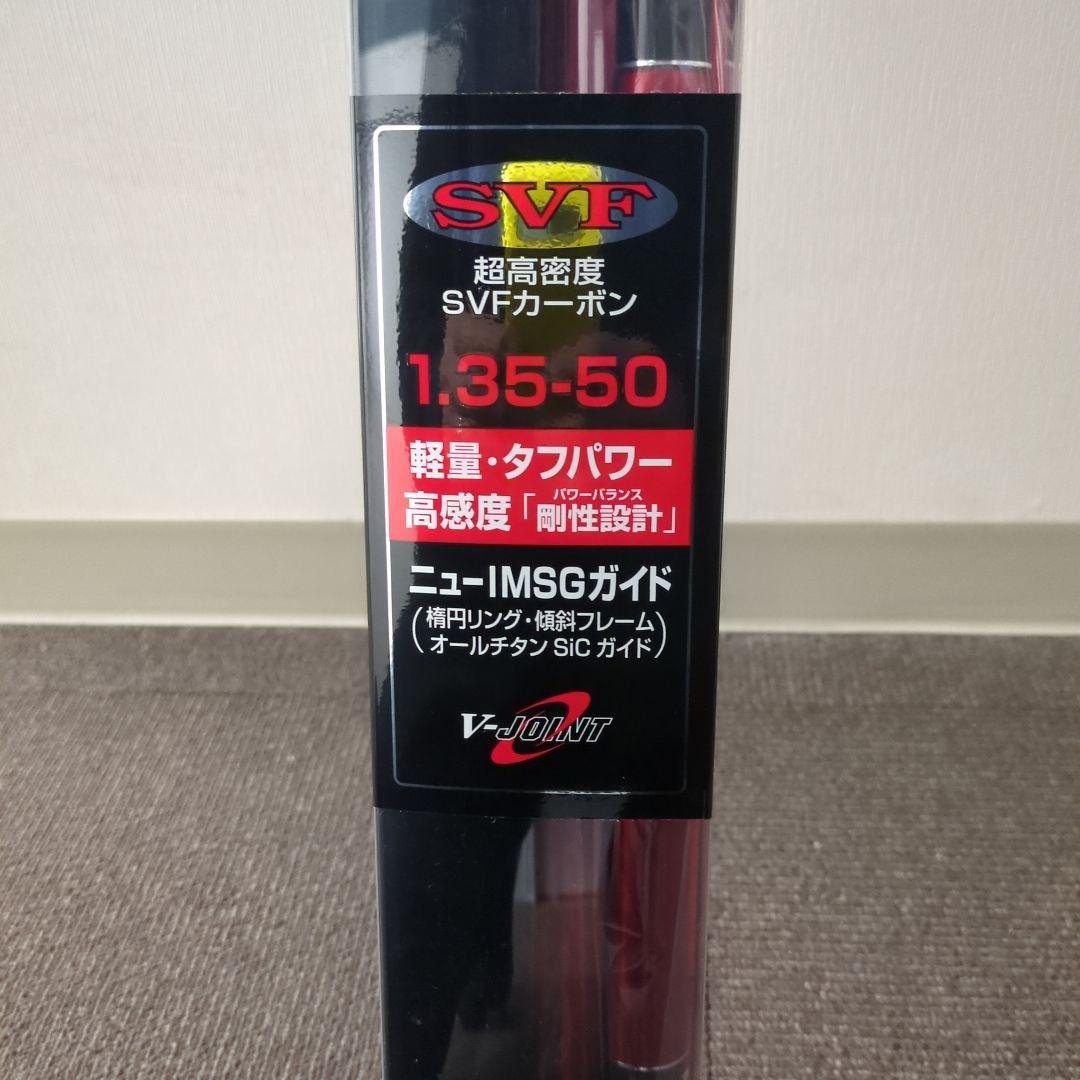 SVF
超高密度
SVFカーボン
1.35-50
軽量・タフパワー
パワーバランス
高感度「剛性設計」
ニューIMSGガイド
(楕円リング・傾斜フレーム
オールチタン SiC ガイド)
V-JOINT